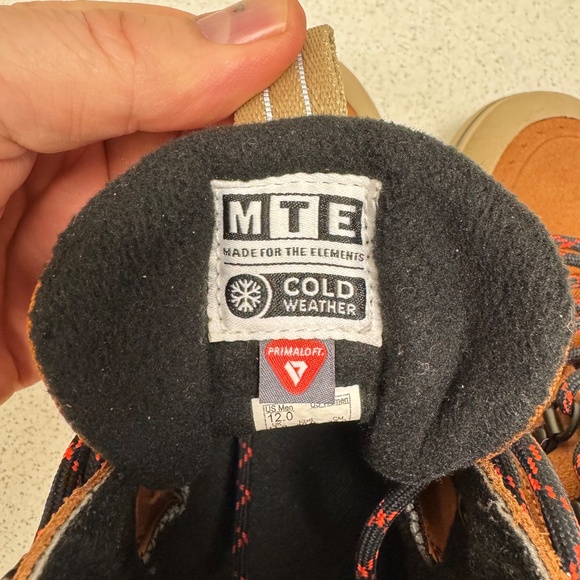 MTE
MADE FOR THE ELEMENTS
COLD
WEATHER
PRIMALOFT
US Men
12.0